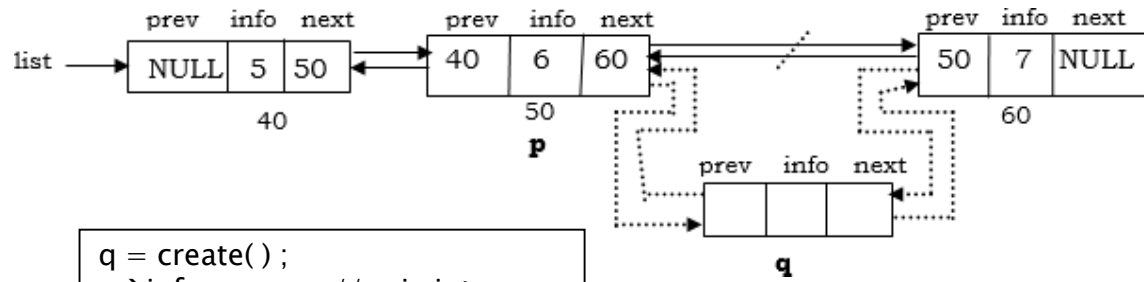 prev info next prev info next prev info next
list NULL 5 50 40 6 60 50 7 NULL
40 50 60
p
prev info next
q = create( ) ;
q